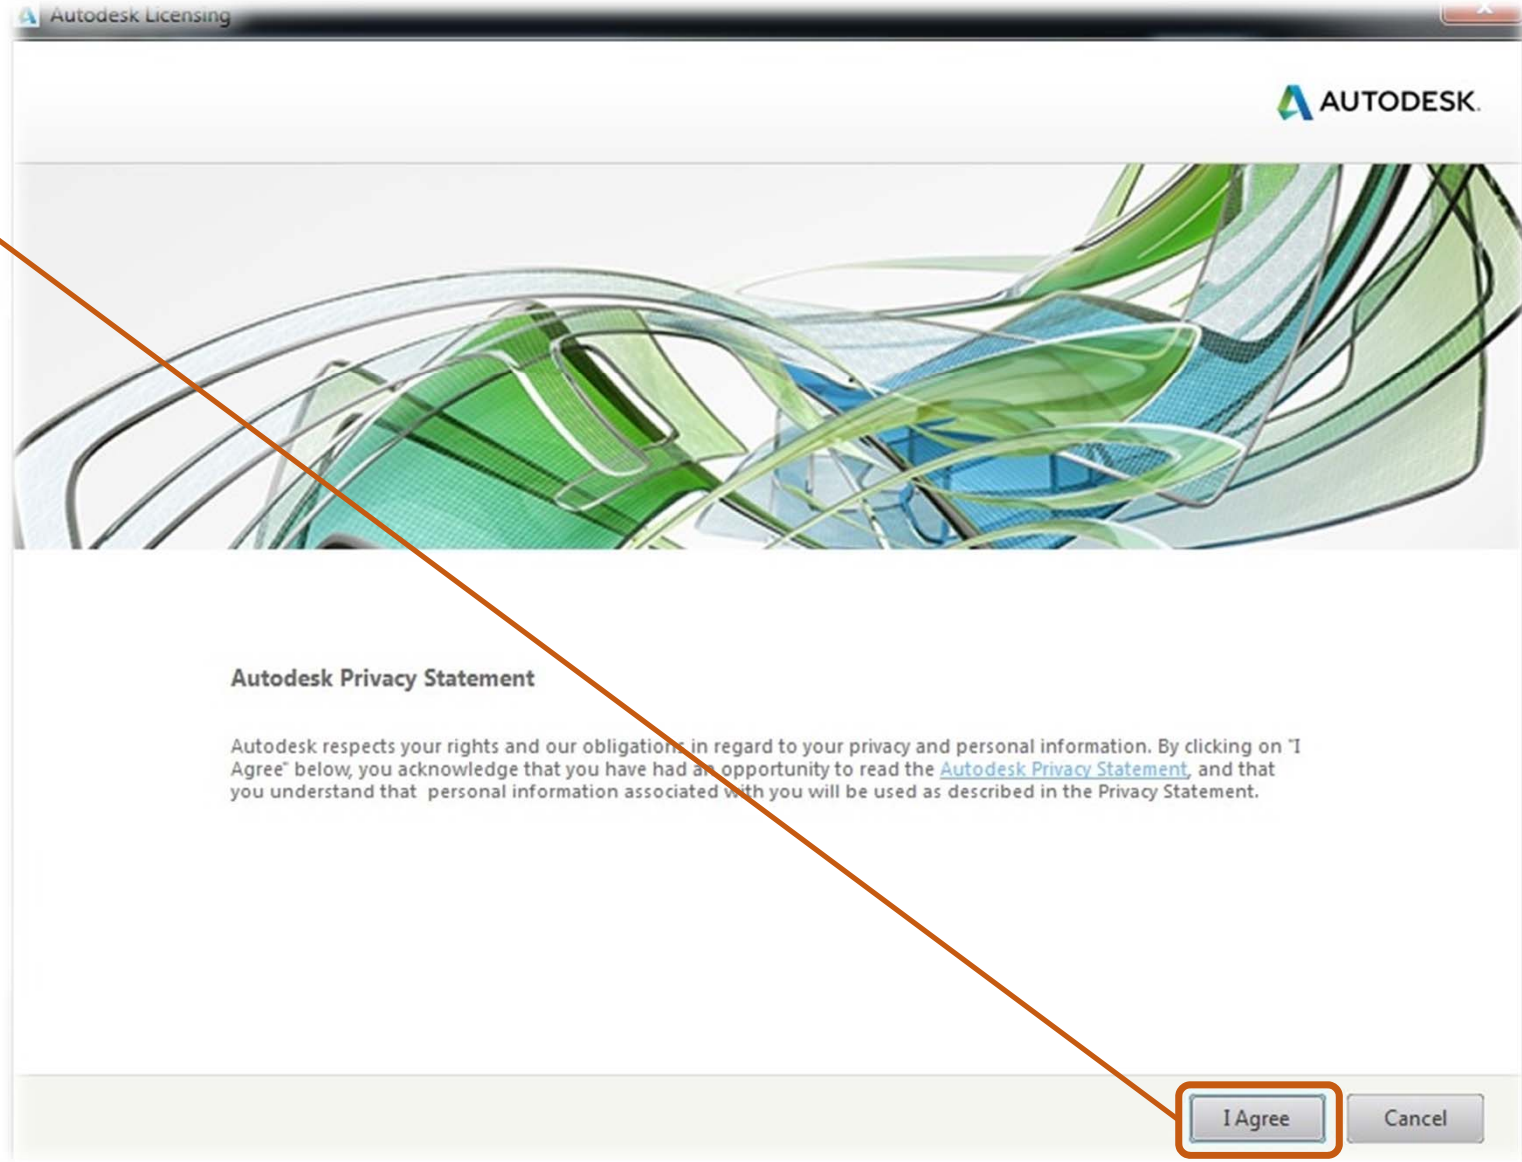 Autodesk Licensing
AUTODESK.
Autodesk Privacy Statement
Autodesk respects your rights and our obligations in regard to your privacy and personal information. By clicking on "I
Agree" below, you acknowledge that you have had an opportunity to read the Autodesk Privacy Statement, and that
you understand that personal information associated with you will be used as described in the Privacy Statement.
I Agree
Cancel